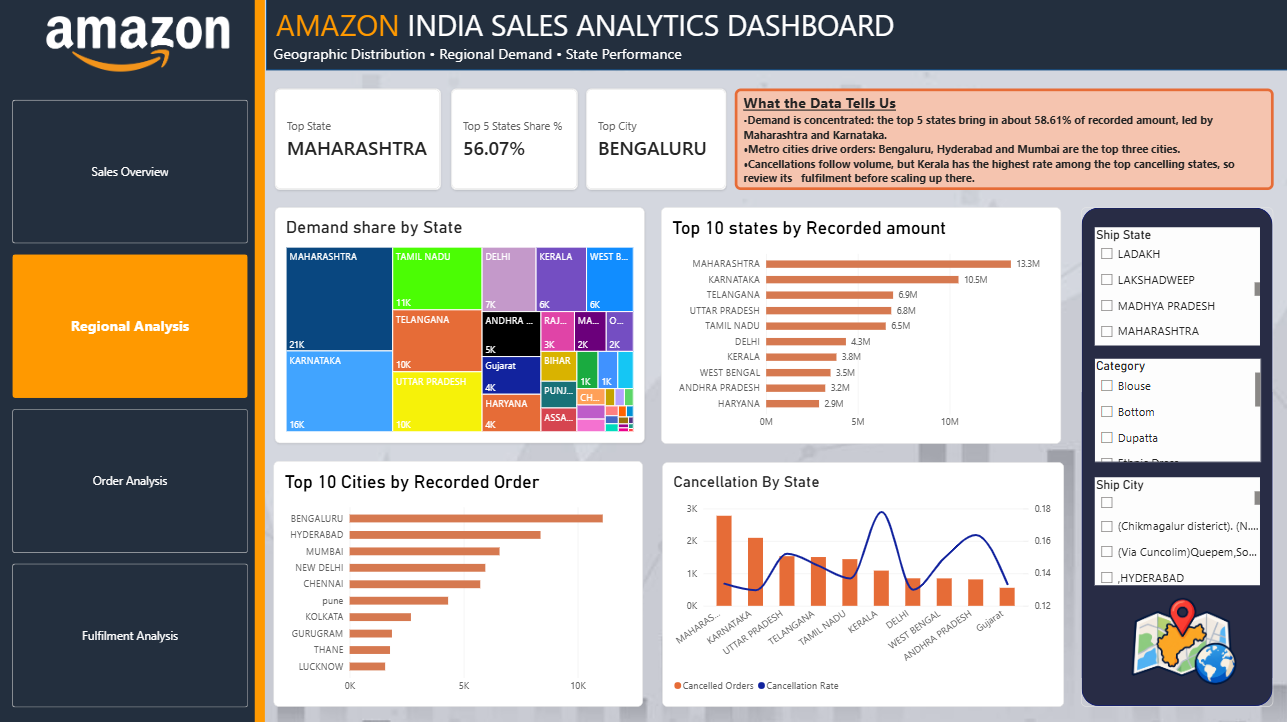 amazon
Sales Overview
Regional Analysis
Order Analysis
Fulfilment Analysis
AMAZON INDIA SALES ANALYTICS DASHBOARD
Geographic Distribution • Regional Demand • State Performance
Top State
MAHARASHTRA
Top 5 States Share %
56.07%
Top City
BENGALURU
What the Data Tells Us
•Demand is concentrated: the top 5 states bring in about 58.61% of recorded amount, led by
Maharashtra and Karnataka.
•Metro cities drive orders: Bengaluru, Hyderabad and Mumbai are the top three cities.
•Cancellations follow volume, but Kerala has the highest rate among the top cancelling states, so
review its fulfilment before scaling up there.
Demand share by State
MAHARASHTRA
21K
KARNATAKA
16K
TAMIL NADU
11K
TELANGANA
10K
UTTAR PRADESH
10K
DELHI
7K
KERALA
6K
WEST B...
6K
ANDHRA ...
5K
Gujarat
4K
HARYANA
4K
RAJ...
3K
MA...
2K
O...
2K
BIHAR
PUNJ...
ASSA...
1K
1K
CH...
Top 10 states by Recorded amount
MAHARASHTRA 13.3M
KARNATAKA 10.5M
TELANGANA 6.9M
UTTAR PRADESH 6.8M
TAMIL NADU 6.5M
DELHI 4.3M
KERALA 3.8M
WEST BENGAL 3.5M
ANDHRA PRADESH 3.2M
HARYANA 2.9M
0M 5M 10M
Top 10 Cities by Recorded Order
BENGALURU
HYDERABAD
MUMBAI
NEW DELHI
CHENNAI
pune
KOLKATA
GURUGRAM
THANE
LUCKNOW
0K 5K 10K
Cancellation By State
3K
2K
1K
0K
0.18
0.16
0.14
0.12
MAHARAS...
KARNATAKA
UTTAR PRADESH
TELANGANA
TAMIL NADU
KERALA
DELHI
WEST BENGAL
ANDHRA PRADESH
Gujarat
Cancelled Orders Cancellation Rate
Ship State
LADAKH
LAKSHADWEEP
MADHYA PRADESH
MAHARASHTRA
Category
Blouse
Bottom
Dupatta
Ship City
(Chikmagalur disterict). (N....
(Via Cuncolim)Quepem,So...
,HYDERABAD